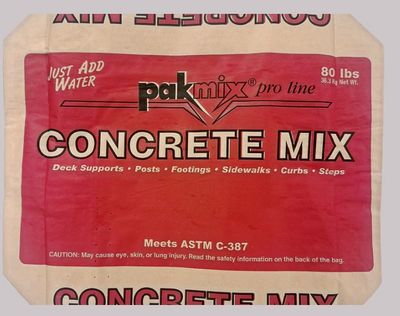 CONCRETE MIX
JUST ADD
WATER
pakmix® pro line
80 lbs
36.3 kg Net Wt.
CONCRETE MIX
Deck Supports • Posts • Footings • Sidewalks • Curbs • Steps
Meets ASTM C-387
CAUTION: May cause eye, skin, or lung injury. Read the safety information on the back of the bag.
CONCRETE MIX